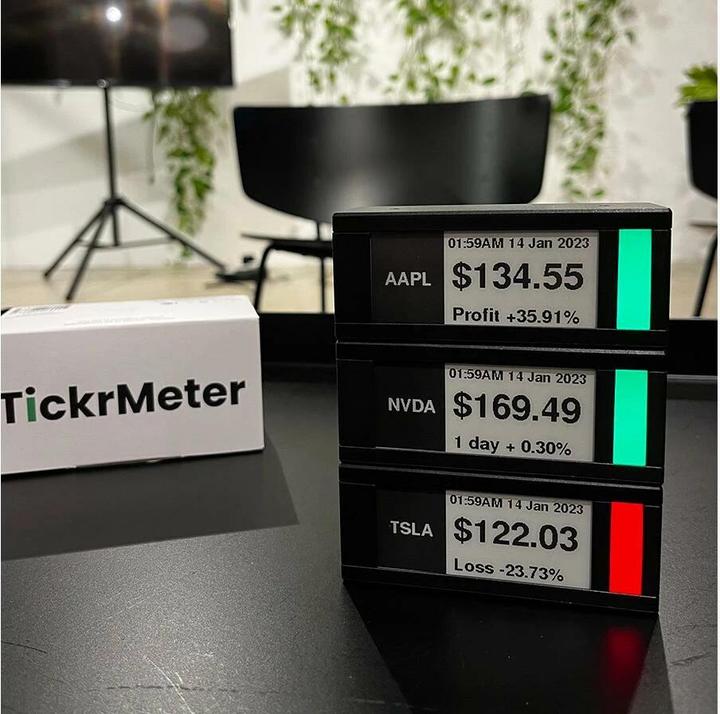 TickrMeter
AAPL
01:59AM 14 Jan 2023
$134.55
Profit +35.91%
NVDA
01:59AM 14 Jan 2023
$169.49
1 day + 0.30%
TSLA
01:59AM 14 Jan 2023
$122.03
Loss -23.73%